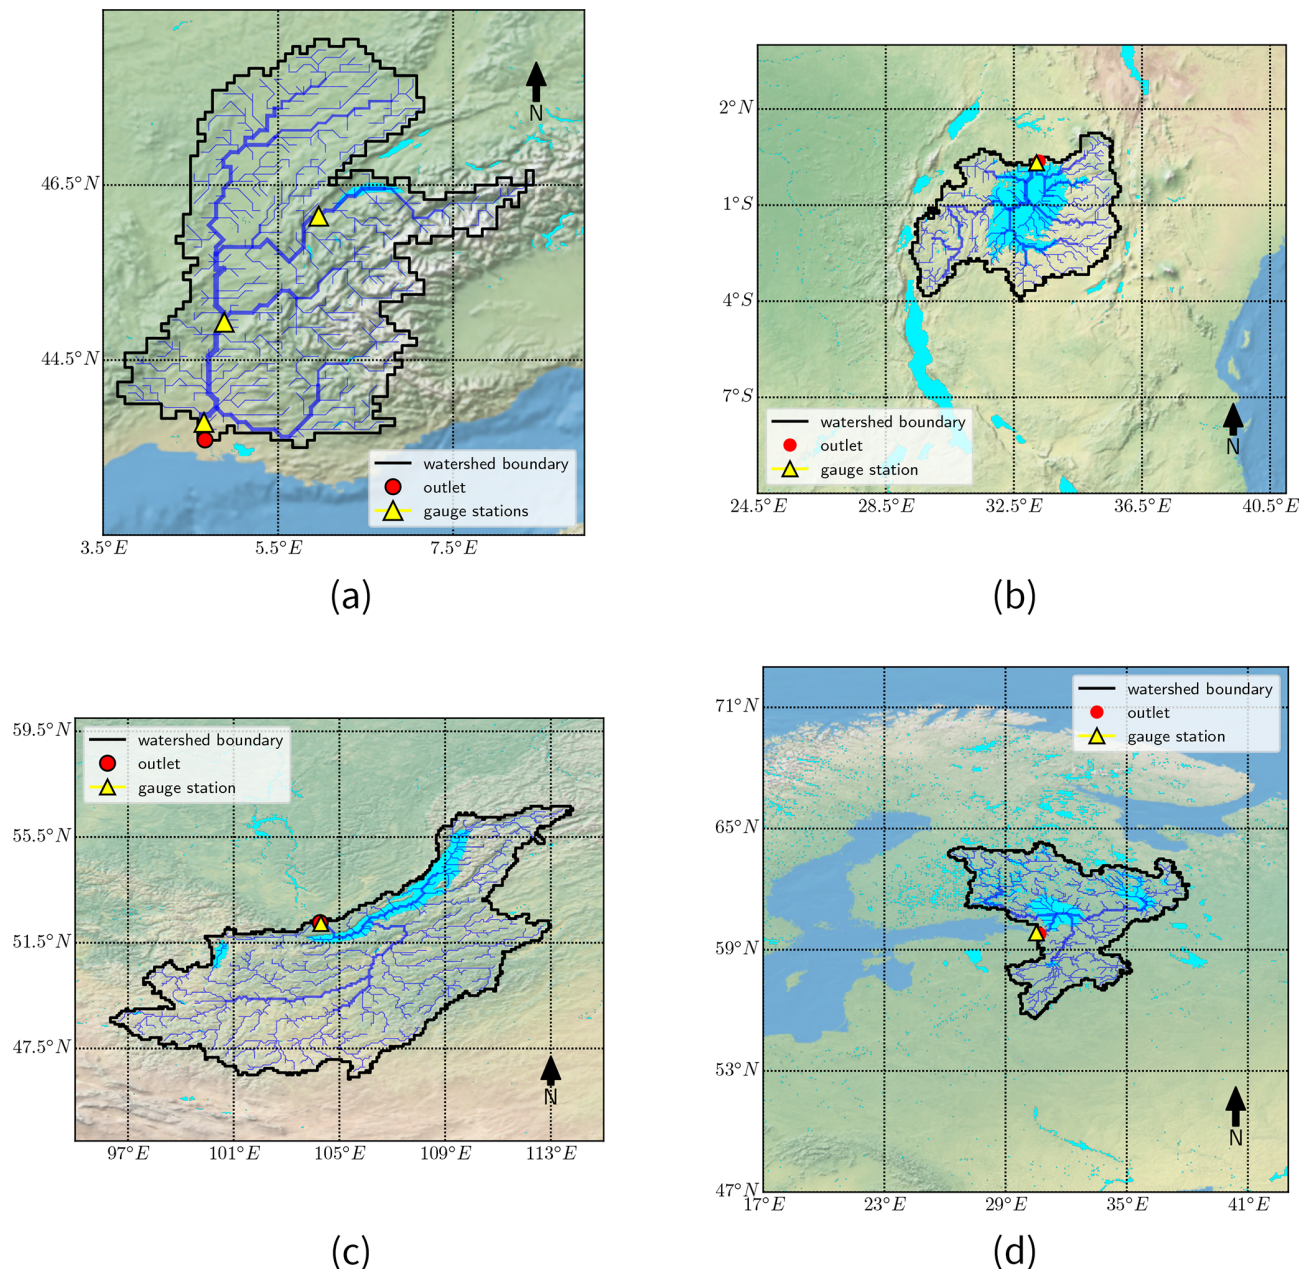 N
46.5°N
44.5°N
watershed boundary
outlet
gauge stations
3.5°E 5.5°E 7.5°E
(a)
2°N
1°S
4°S
7°S
watershed boundary
outlet
gauge station
N
24.5°E 28.5°E 32.5°E 36.5°E 40.5°E
(b)
59.5°N
watershed boundary
outlet
gauge station
55.5°N
51.5°N
47.5°N
N
97°E 101°E 105°E 109°E 113°E
(c)
watershed boundary
71°N
outlet
gauge station
65°N
59°N
53°N
N
47°N
17°E 23°E 29°E 35°E 41°E
(d)